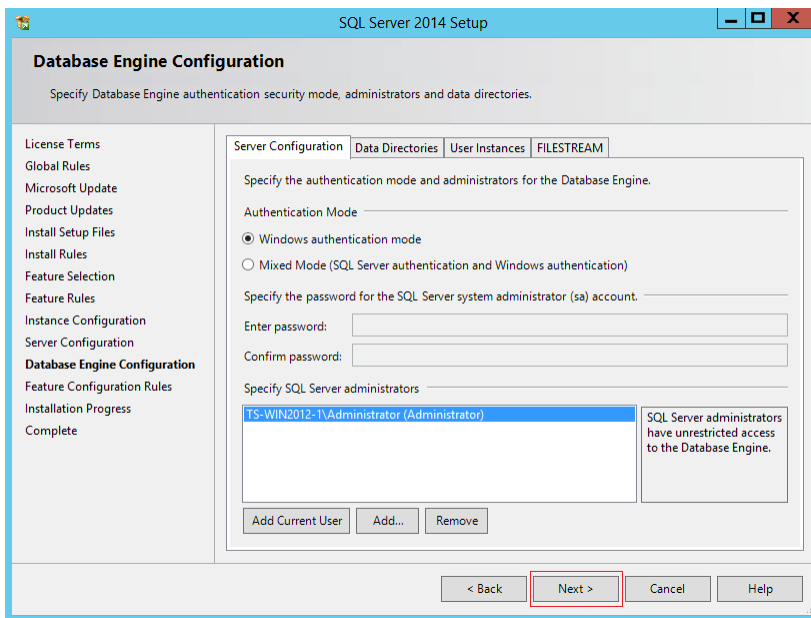 SQL Server 2014 Setup
Database Engine Configuration
Specify Database Engine authentication security mode, administrators and data directories.
License Terms
Global Rules
Microsoft Update
Product Updates
Install Setup Files
Install Rules
Feature Selection
Feature Rules
Instance Configuration
Server Configuration
Database Engine Configuration
Feature Configuration Rules
Installation Progress
Complete
Server Configuration Data Directories User Instances FILESTREAM
Specify the authentication mode and administrators for the Database Engine.
Authentication Mode
Windows authentication mode
Mixed Mode (SQL Server authentication and Windows authentication)
Specify the password for the SQL Server system administrator (sa) account.
Enter password:
Confirm password:
Specify SQL Server administrators
TS-WIN2012-1\Administrator (Administrator)
SQL Server administrators
have unrestricted access
to the Database Engine.
Add Current User Add... Remove
< Back Next > Cancel Help